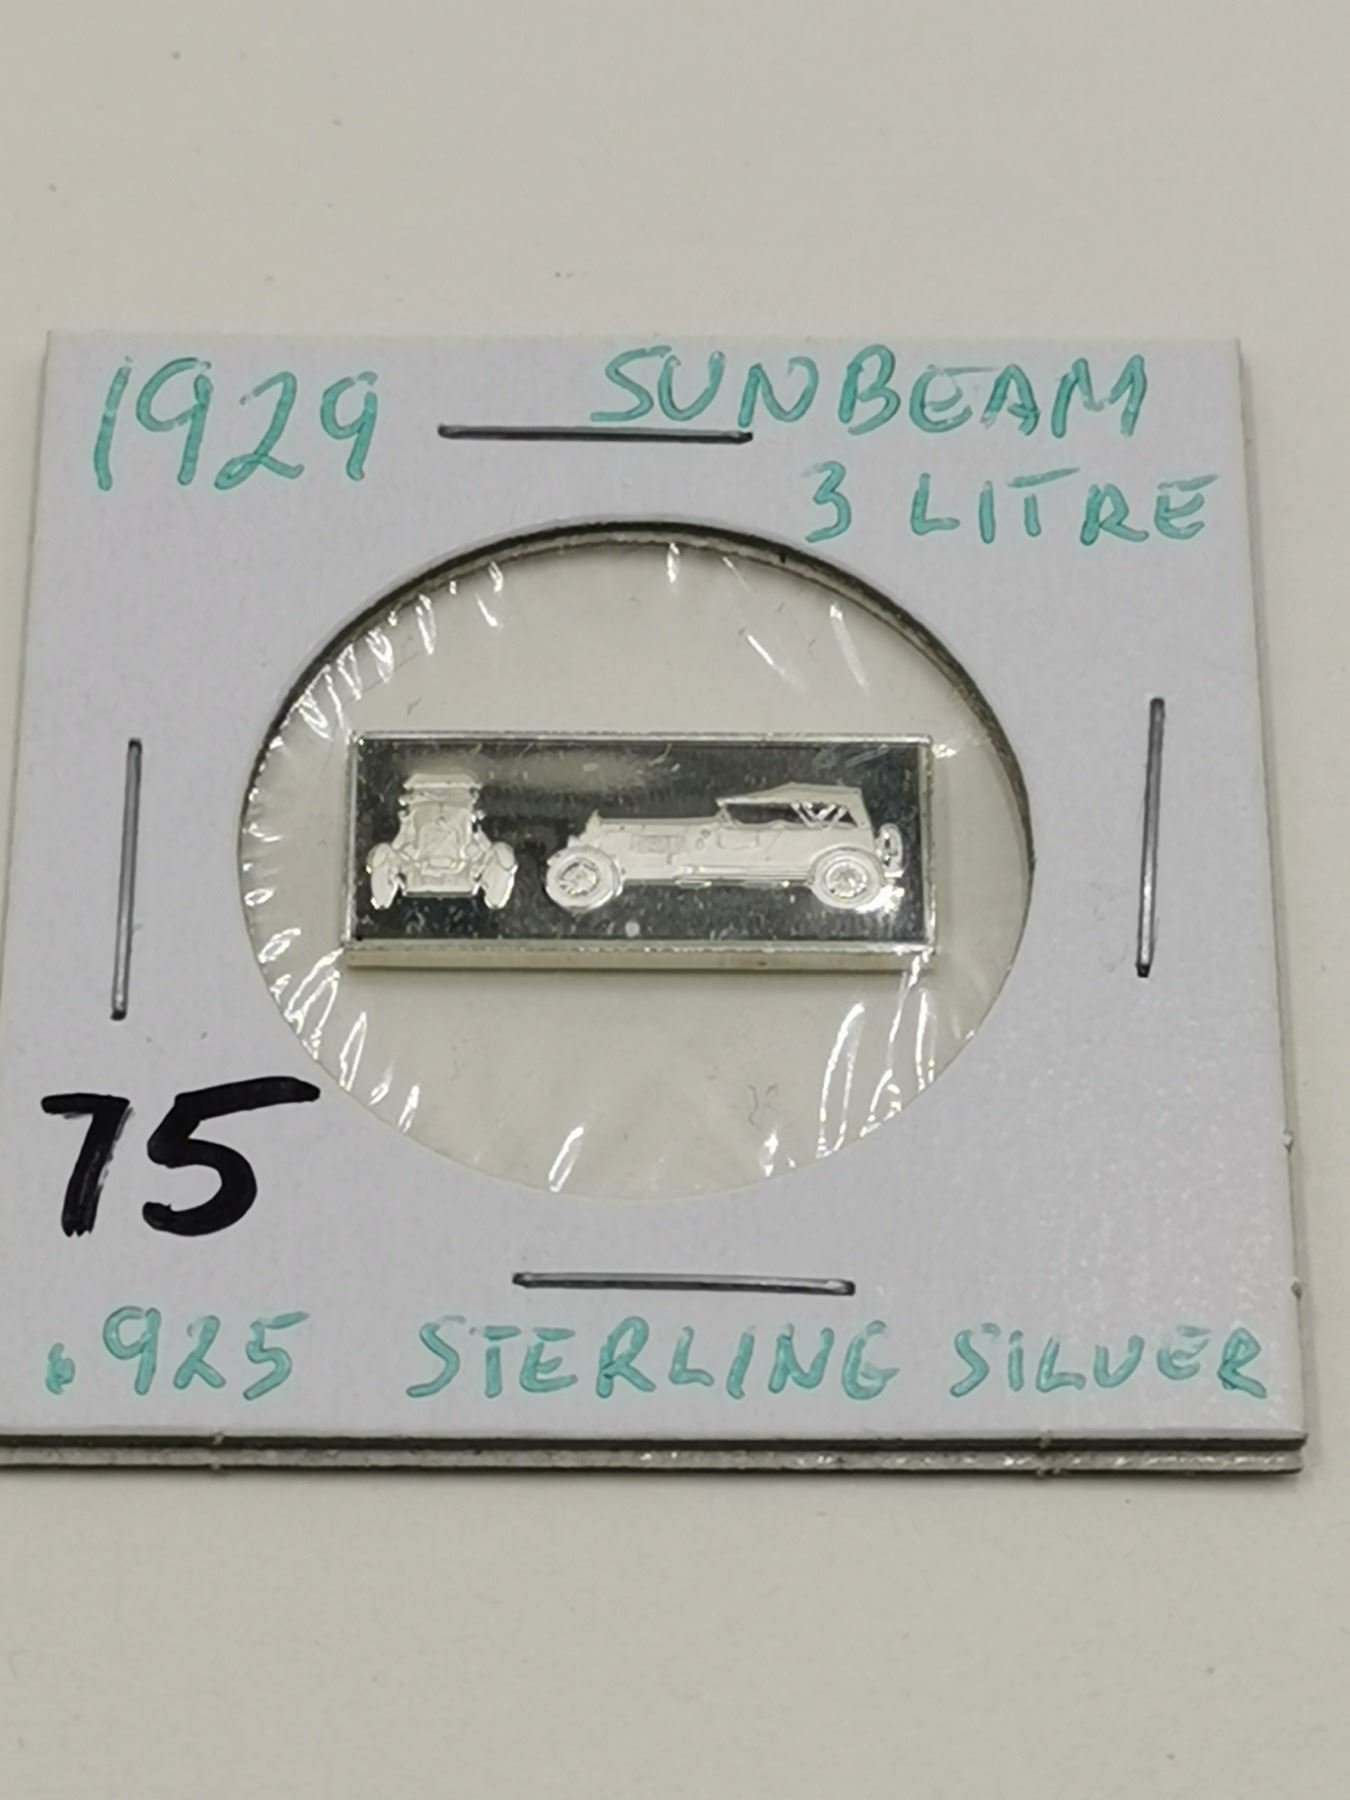 1929 SUNBEAM
3 LITRE
75
.925 STERLING SILVER